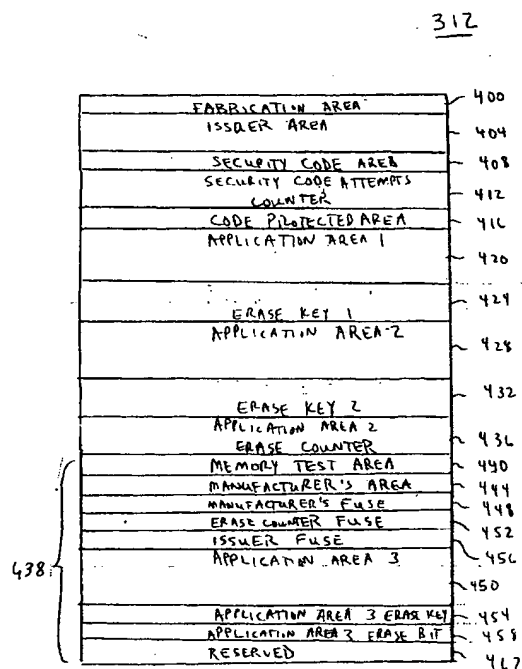 312
FABRICATION AREA 400
ISSUER AREA 404
SECURITY CODE AREA 408
SECURITY CODE ATTEMPTS
COUNTER 412
CODE PROTECTED AREA 416
APPLICATION AREA 1 420
ERASE KEY 1 424
APPLICATION AREA 2 428
ERASE KEY 2 432
APPLICATION AREA 2
ERASE COUNTER 436
438
MEMORY TEST AREA 440
MANUFACTURER'S AREA 444
MANUFACTURER'S FUSE 448
ERASE COUNTER FUSE 452
ISSUER FUSE 456
APPLICATION AREA 3 450
APPLICATION AREA 3 ERASE KEY 454
APPLICATION AREA 3 ERASE BIT 458
RESERVED 462